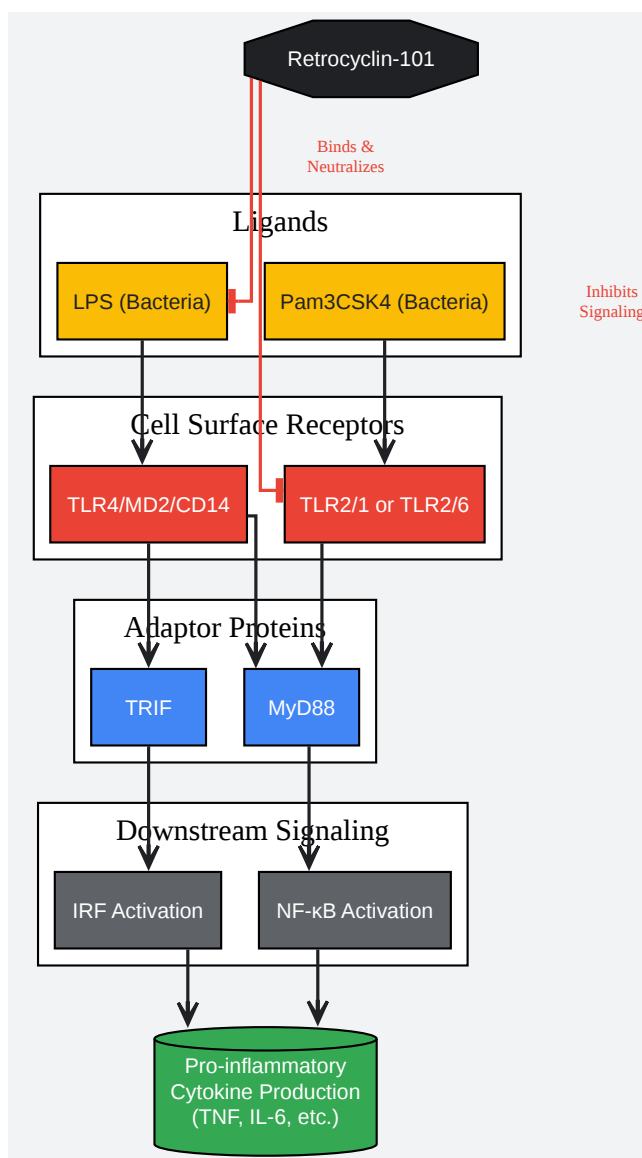 Retrocyclin-101
Binds &
Neutralizes
Ligands
LPS (Bacteria)
Pam3CSK4 (Bacteria)
Inhibits
Signaling
Cell Surface Receptors
TLR4/MD2/CD14
TLR2/1 or TLR2/6
Adaptor Proteins
TRIF
MyD88
Downstream Signaling
IRF Activation
NF-κB Activation
Pro-inflammatory
Cytokine Production
(TNF, IL-6, etc.)